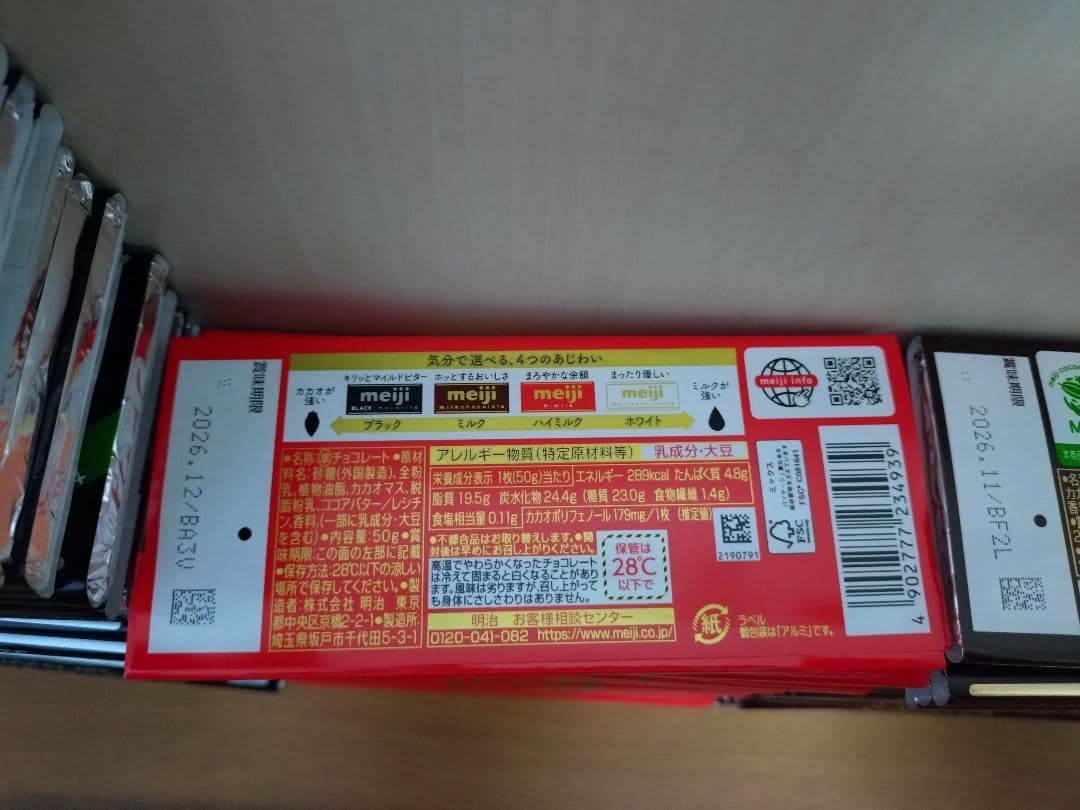 賞味期限
2026.12/BA3V
気分で選べる、4つのあじわい
カカオが
強い
キリッとマイルドビター
meiji
BLACK chocolate
ブラック
ホッとするおいしさ
meiji
milk chocolate
ミルク
まろやかな余韻
meiji
ハイミルク
まったり優しい
meiji
ホワイト
ミルクが
強い
meiji info
●名称:準チョコレート●原材
料名:砂糖(外国製造)、全粉
乳、植物油脂、カカオマス、脱
脂粉乳、ココアバター/レシチ
ン、香料、(一部に乳成分・大豆
を含む)●内容量:50g●賞
味期限:この面の左部に記載
●保存方法:28℃以下の涼しい
場所で保存してください。●製
造者:株式会社 明治 東京
都中央区京橋2-2-1●製造所:
埼玉県坂戸市千代田5-3-1
アレルギー物質(特定原材料等) 乳成分・大豆
栄養成分表示 1枚(50g)当たり エネルギー 289kcal たんぱく質 4.8g
脂質 19.5g 炭水化物 24.4g (糖質 23.0g 食物繊維 1.4g)
食塩相当量 0.11g カカオポリフェノール 179mg/1枚 (推定値)
●不都合品はお取り替えします。●開
封後は早めにお召し上がりください。
高温でやわらかくなったチョコレート
は冷えて固まると白くなることがあり
ます。風味は劣りますが、召し上がって
も身体にさしさわりはありません。
保管は
28℃
以下で
2190791
明治 お客様相談センター
0120-041-082 https://www.meiji.co.jp/
ミックス
FSC® C081641
FSC
紙
ラベル
個包装は「アルミ」です。
4 902777 234939
賞味期限
2026.11/BF2L